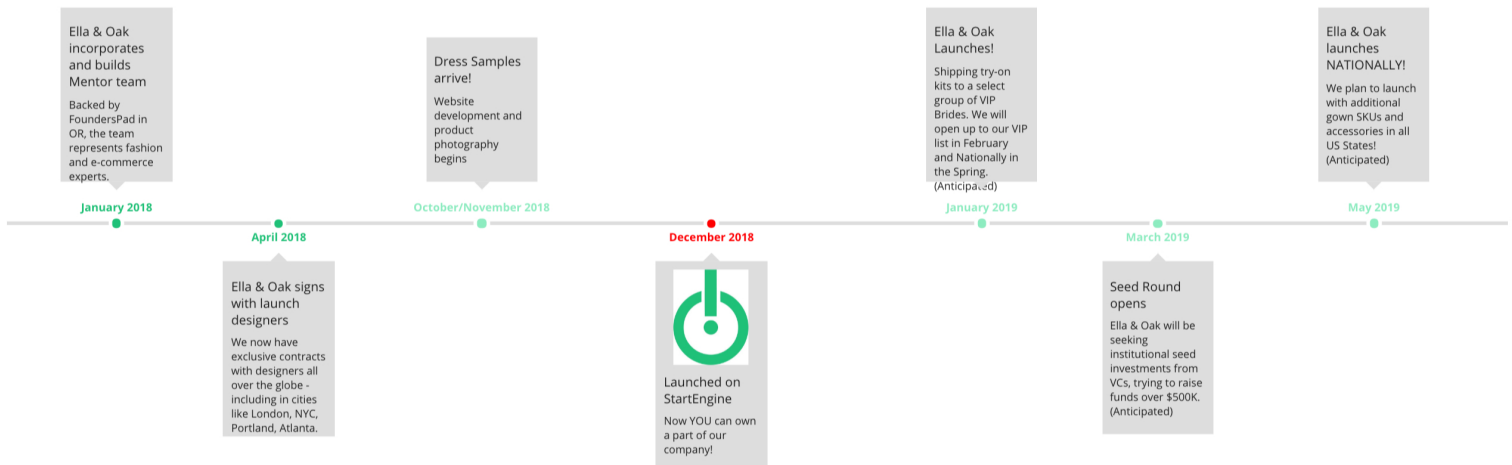 Ella & Oak
incorporates
and builds
Mentor team
Backed by
FoundersPad in
OR, the team
represents fashion
and e-commerce
experts.
January 2018
April 2018
Ella & Oak signs
with launch
designers
We now have
exclusive contracts
with designers all
over the globe -
including in cities
like London, NYC,
Portland, Atlanta.
Dress Samples
arrive!
Website
development and
product
photography
begins
October/November 2018
December 2018
Launched on
StartEngine
Now YOU can own
a part of our
company!
Ella & Oak
Launches!
Shipping try-on
kits to a select
group of VIP
Brides. We will
open up to our VIP
list in February
and Nationally in
the Spring.
(Anticipated)
January 2019
March 2019
Seed Round
opens
Ella & Oak will be
seeking
institutional seed
investments from
VCs, trying to raise
funds over $500K.
(Anticipated)
Ella & Oak
launches
NATIONALLY!
We plan to launch
with additional
gown SKUs and
accessories in all
US States!
(Anticipated)
May 2019